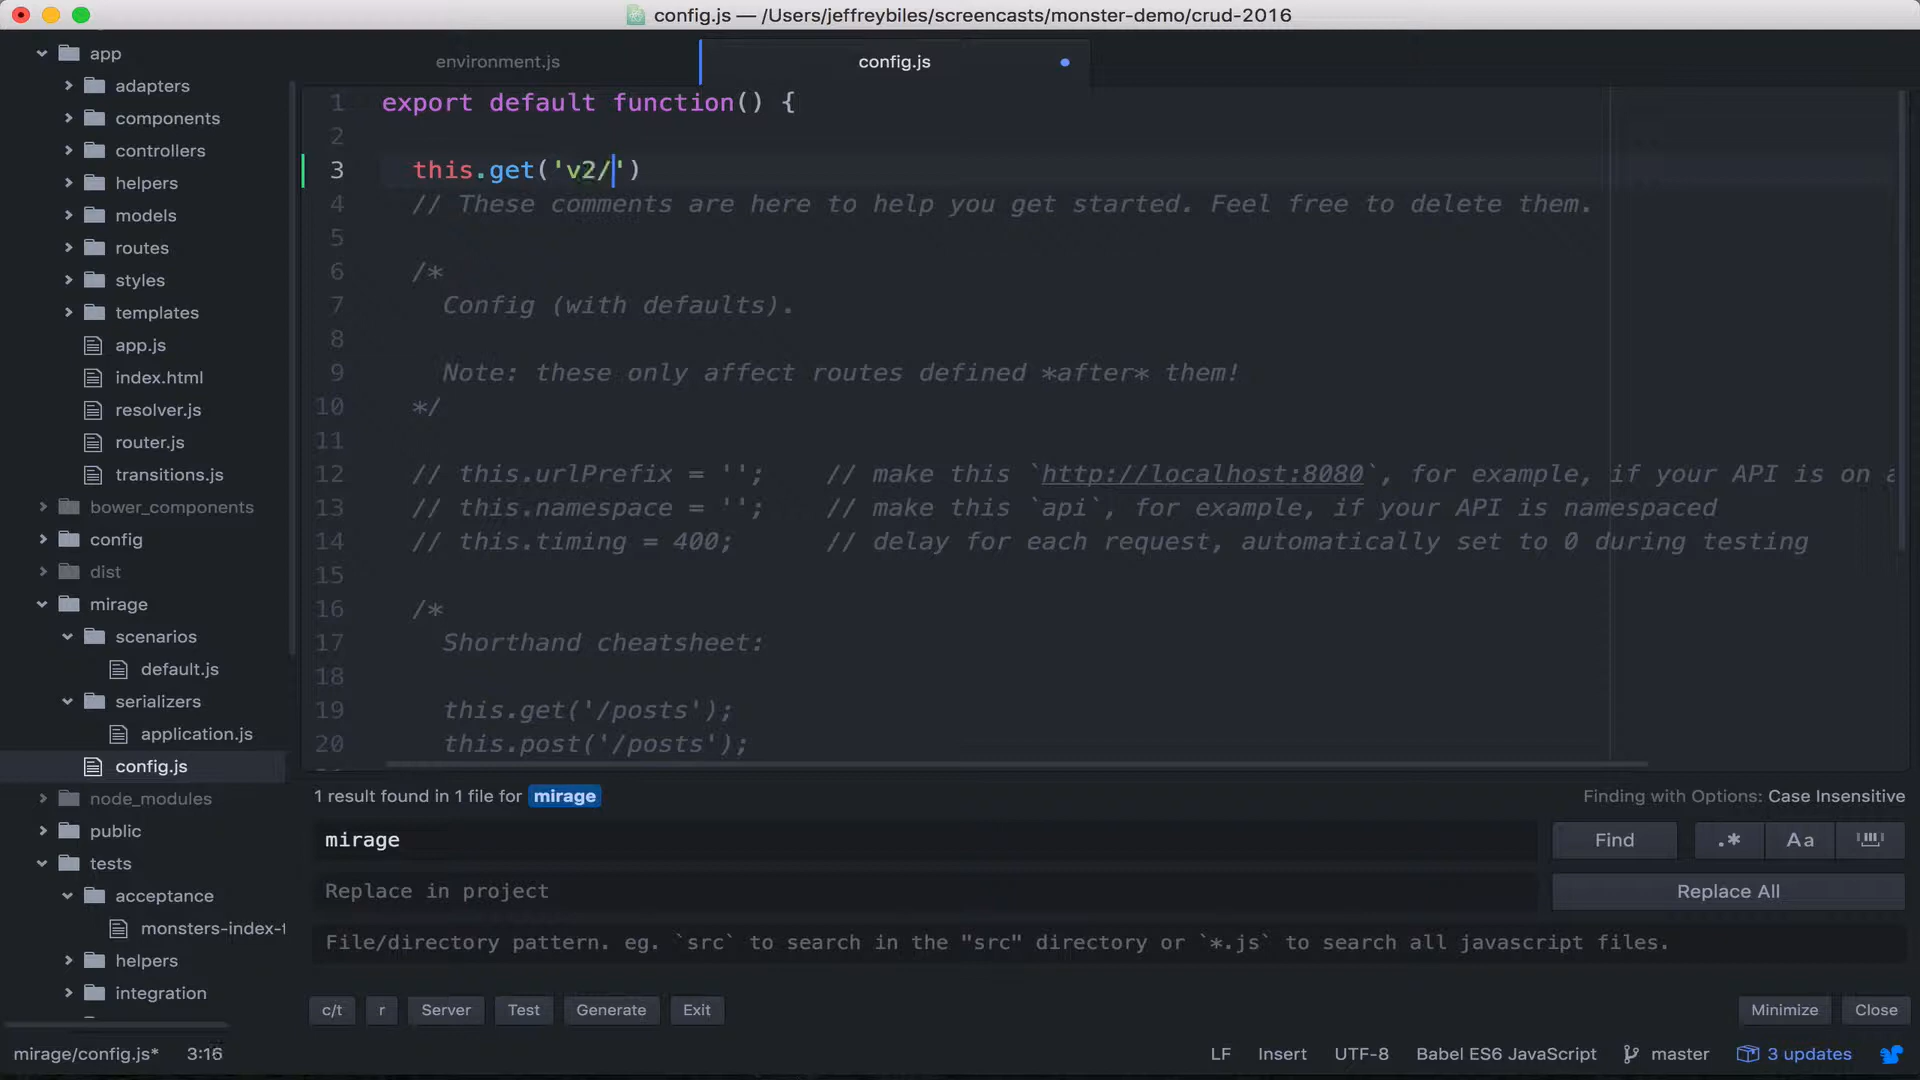 config.js — /Users/jeffreybiles/screencasts/monster-demo/crud-2016
app
adapters
components
controllers
helpers
models
routes
styles
templates
app.js
index.html
resolver.js
router.js
transitions.js
bower_components
config
dist
mirage
scenarios
default.js
serializers
application.js
config.js
node_modules
public
tests
acceptance
monsters-index-
helpers
integration
environment.js
config.js
1 export default function() {
2
3 this.get('v2/')
4 // These comments are here to help you get started. Feel free to delete them.
5
6 /*
7 Config (with defaults).
8
9 Note: these only affect routes defined *after* them!
10 */
11
12 // this.urlPrefix = ''; // make this `http://localhost:8080`, for example, if your API is on a
13 // this.namespace = ''; // make this `api`, for example, if your API is namespaced
14 // this.timing = 400; // delay for each request, automatically set to 0 during testing
15
16 /*
17 Shorthand cheatsheet:
18
19 this.get('/posts');
20 this.post('/posts');
1 result found in 1 file for mirage
Finding with Options: Case Insensitive
mirage
Find
.*
Aa
Replace in project
Replace All
File/directory pattern. eg. `src` to search in the "src" directory or `*.js` to search all javascript files.
c/t r Server Test Generate Exit
Minimize Close
mirage/config.js* 3:16
LF Insert UTF-8 Babel ES6 JavaScript master 3 updates